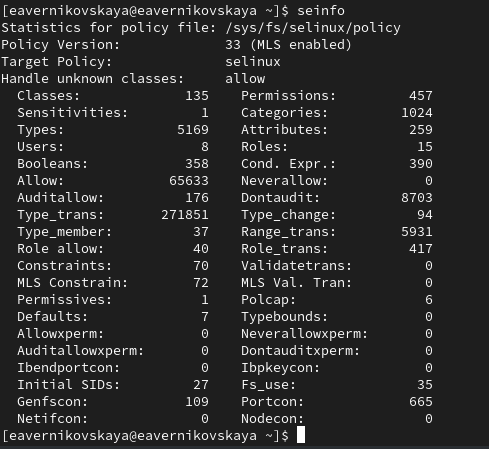 [eavernikovskaya@eavernikovskaya ~]$ seinfo
Statistics for policy file: /sys/fs/selinux/policy
Policy Version:             33 (MLS enabled)
Target Policy:              selinux
Handle unknown classes:     allow
  Classes:             135    Permissions:         457
  Sensitivities:         1    Categories:         1024
  Types:              5169    Attributes:          259
  Users:                 8    Roles:                15
  Booleans:            358    Cond. Expr.:         390
  Allow:             65633    Neverallow:            0
  Auditallow:          176    Dontaudit:          8703
  Type_trans:       271851    Type_change:          94
  Type_member:          37    Range_trans:        5931
  Role allow:           40    Role_trans:          417
  Constraints:          70    Validatetrans:         0
  MLS Constrain:        72    MLS Val. Tran:         0
  Permissives:           1    Polcap:                6
  Defaults:              7    Typebounds:            0
  Allowxperm:            0    Neverallowxperm:       0
  Auditallowxperm:       0    Dontauditxperm:        0
  Ibendportcon:          0    Ibpkeycon:             0
  Initial SIDs:         27    Fs_use:               35
  Genfscon:            109    Portcon:             665
  Netifcon:              0    Nodecon:               0
[eavernikovskaya@eavernikovskaya ~]$